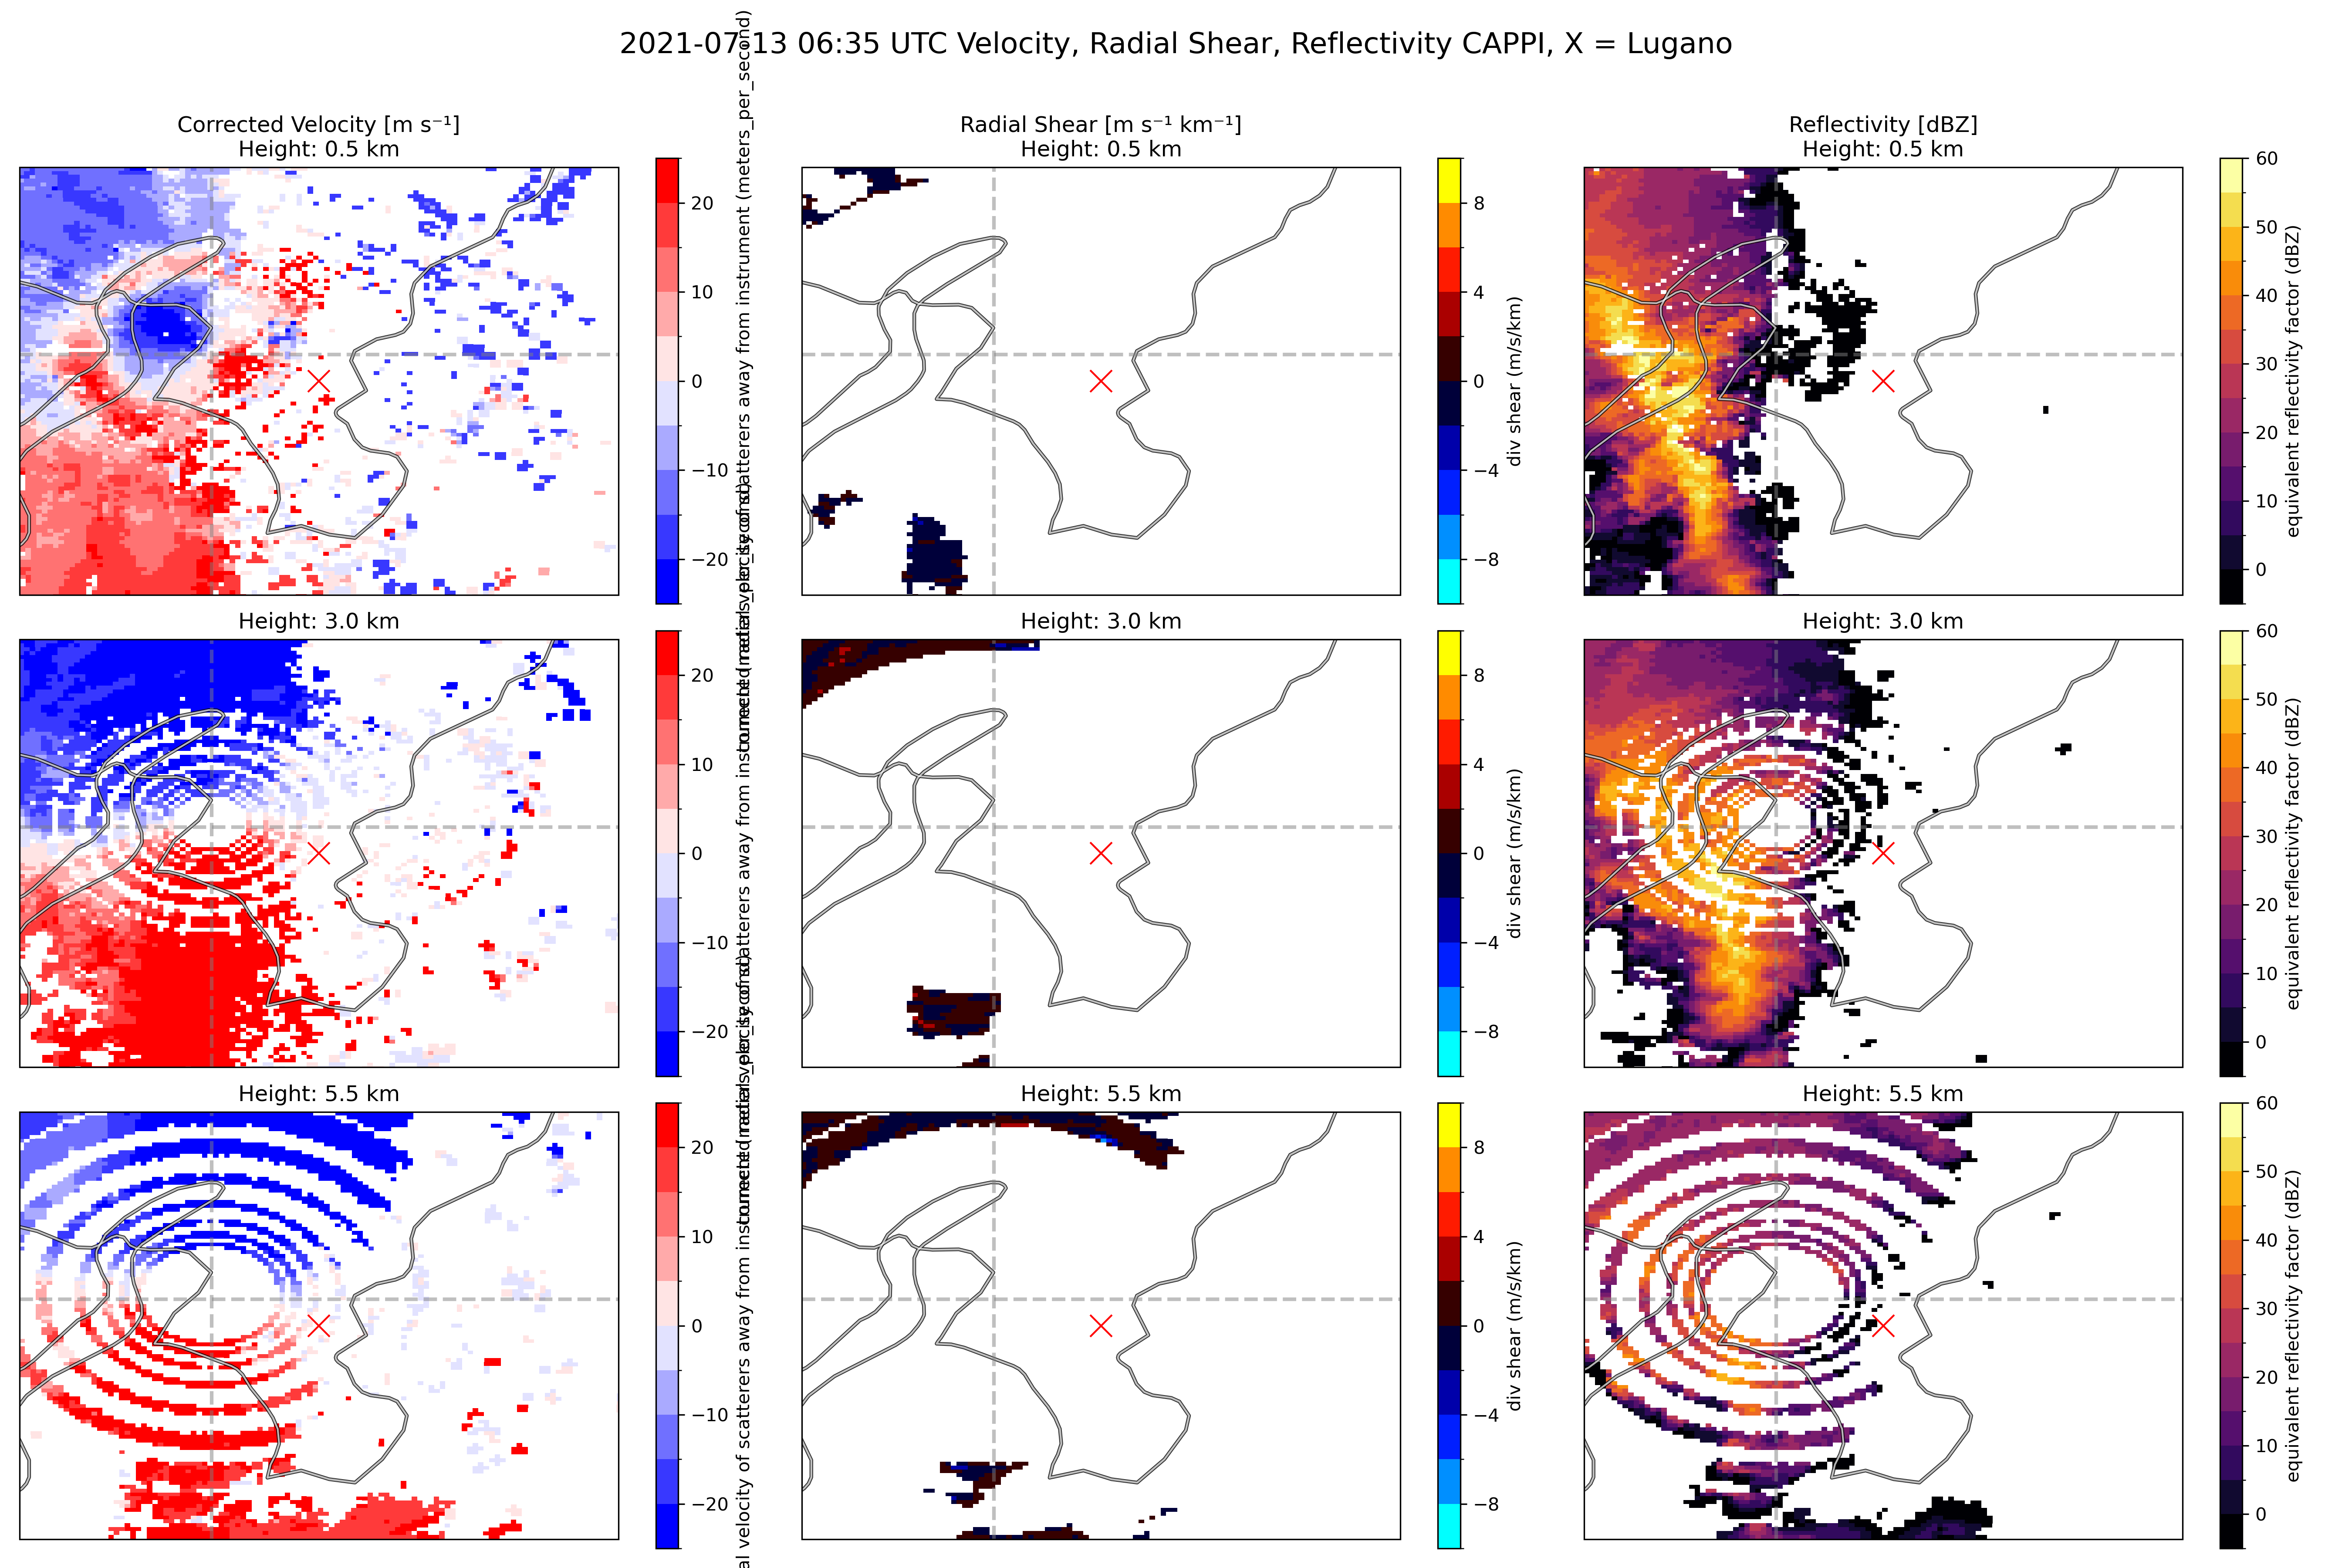 2021-07-13 06:35 UTC Velocity, Radial Shear, Reflectivity CAPPI, X = Lugano
Corrected Velocity [m s⁻¹]
Height: 0.5 km
20
10
0
−10
−20
scatterers away from instrument (meters_per_second)
Radial Shear [m s⁻¹ km⁻¹]
Height: 0.5 km
8
4
0
−4
−8
div shear (m/s/km)
Reflectivity [dBZ]
Height: 0.5 km
60
50
40
30
20
10
0
equivalent reflectivity factor (dBZ)
Height: 3.0 km
20
10
0
−10
−20
scatterers away from
Height: 3.0 km
8
4
0
−4
−8
div shear (m/s/km)
Height: 3.0 km
60
50
40
30
20
10
0
equivalent reflectivity factor (dBZ)
Height: 5.5 km
20
10
0
−10
−20
velocity of scatterers away from
Height: 5.5 km
8
4
0
−4
−8
div shear (m/s/km)
Height: 5.5 km
60
50
40
30
20
10
0
equivalent reflectivity factor (dBZ)